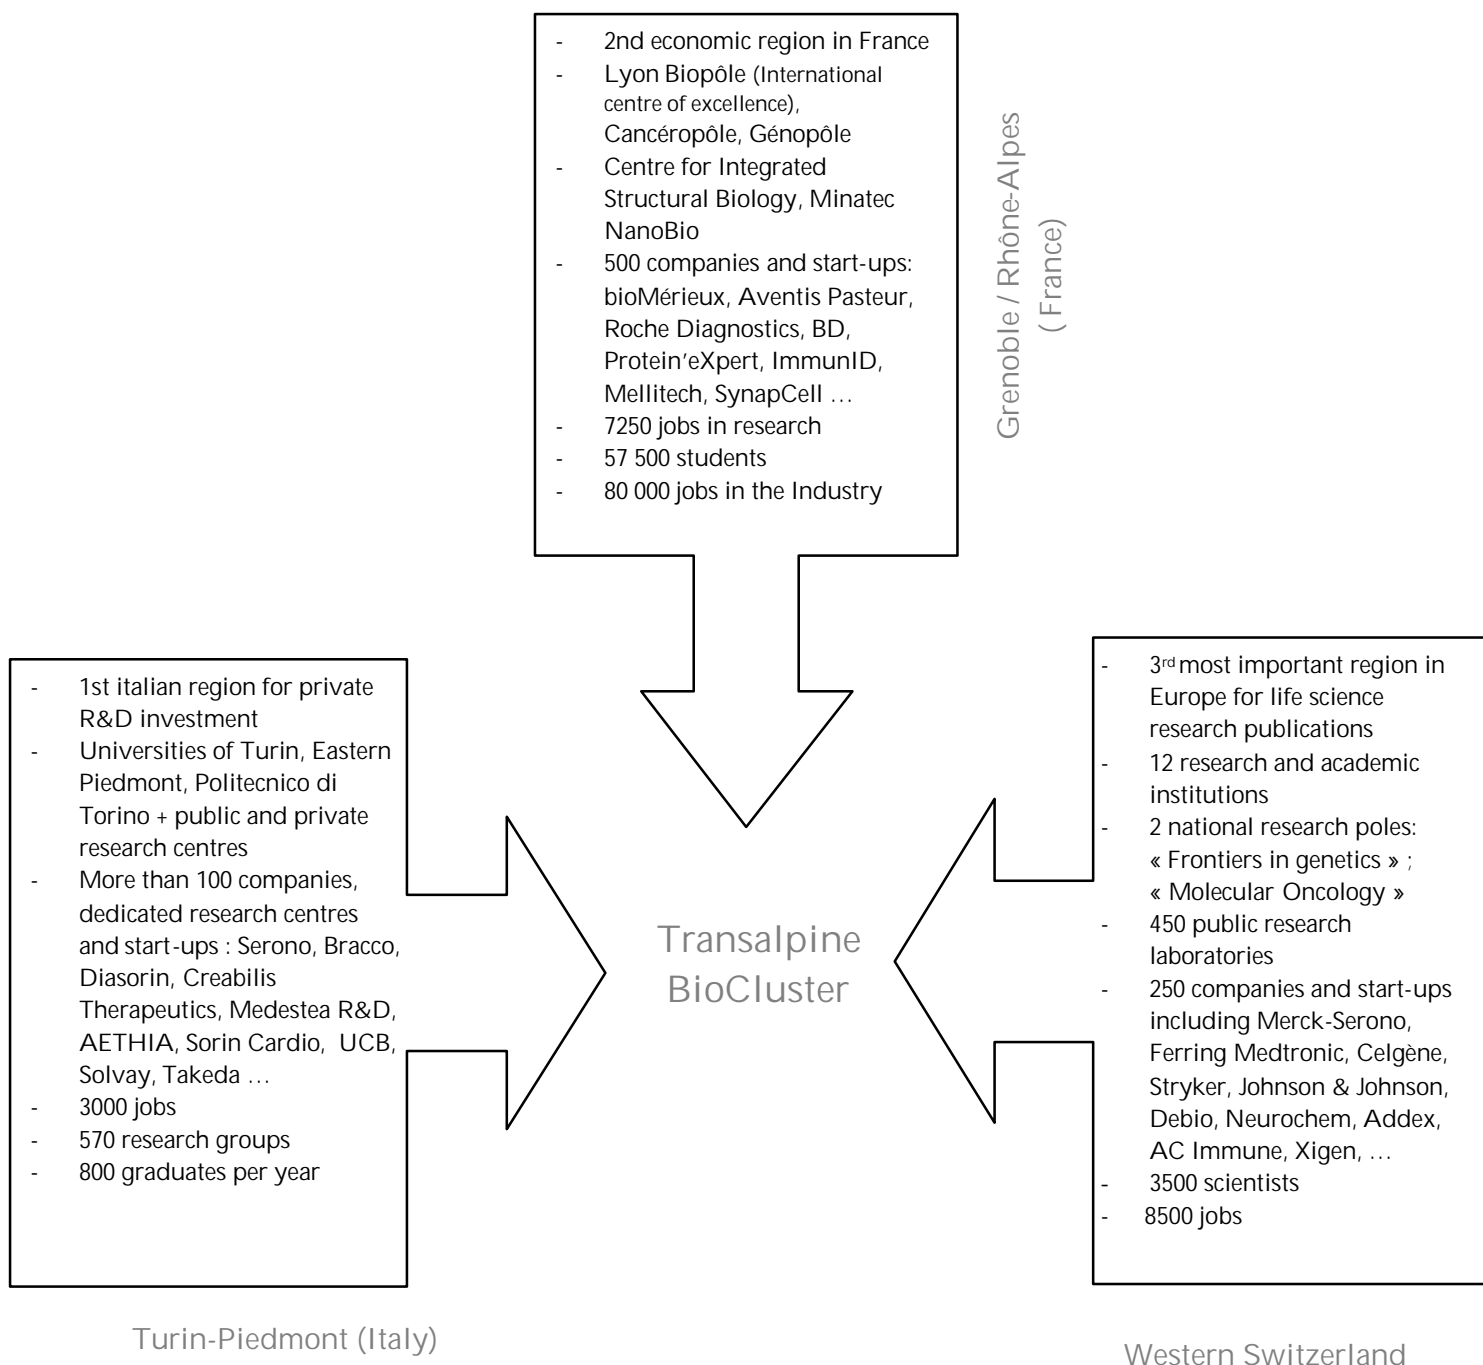 - 2nd economic region in France
- Lyon Biopôle (International
centre of excellence),
Cancéropôle, Génopôle
- Centre for Integrated
Structural Biology, Minatec
NanoBio
- 500 companies and start-ups:
bioMérieux, Aventis Pasteur,
Roche Diagnostics, BD,
Protein'eXpert, ImmunID,
Mellitech, SynapCell …
- 7250 jobs in research
- 57 500 students
- 80 000 jobs in the Industry
Grenoble / Rhône-Alpes
( France)
- 1st italian region for private
R&D investment
- Universities of Turin, Eastern
Piedmont, Politecnico di
Torino + public and private
research centres
- More than 100 companies,
dedicated research centres
and start-ups : Serono, Bracco,
Diasorin, Creabilis
Therapeutics, Medestea R&D,
AETHIA, Sorin Cardio, UCB,
Solvay, Takeda …
- 3000 jobs
- 570 research groups
- 800 graduates per year
Turin-Piedmont (Italy)
Transalpine
BioCluster
- 3rd most important region in
Europe for life science
research publications
- 12 research and academic
institutions
- 2 national research poles:
« Frontiers in genetics » ;
« Molecular Oncology »
- 450 public research
laboratories
- 250 companies and start-ups
including Merck-Serono,
Ferring Medtronic, Celgène,
Stryker, Johnson & Johnson,
Debio, Neurochem, Addex,
AC Immune, Xigen, …
- 3500 scientists
- 8500 jobs
Western Switzerland